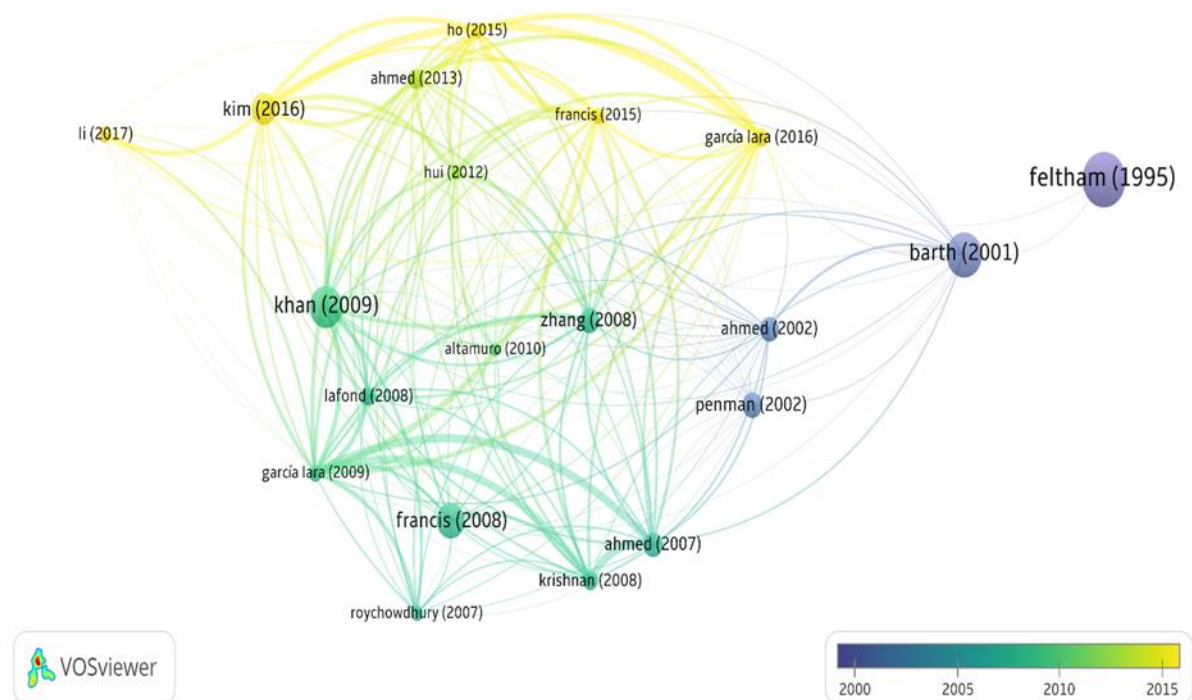 ho (2015)
ahmed (2013)
kim (2016)
francis (2015)
li (2017)
garcía lara (2016)
hui (2012)
feltham (1995)
barth (2001)
khan (2009)
zhang (2008)
ahmed (2002)
altamuro (2010)
lafond (2008)
penman (2002)
garcía lara (2009)
francis (2008)
ahmed (2007)
krishnan (2008)
roychowdhury (2007)
VOSviewer
2000 2005 2010 2015